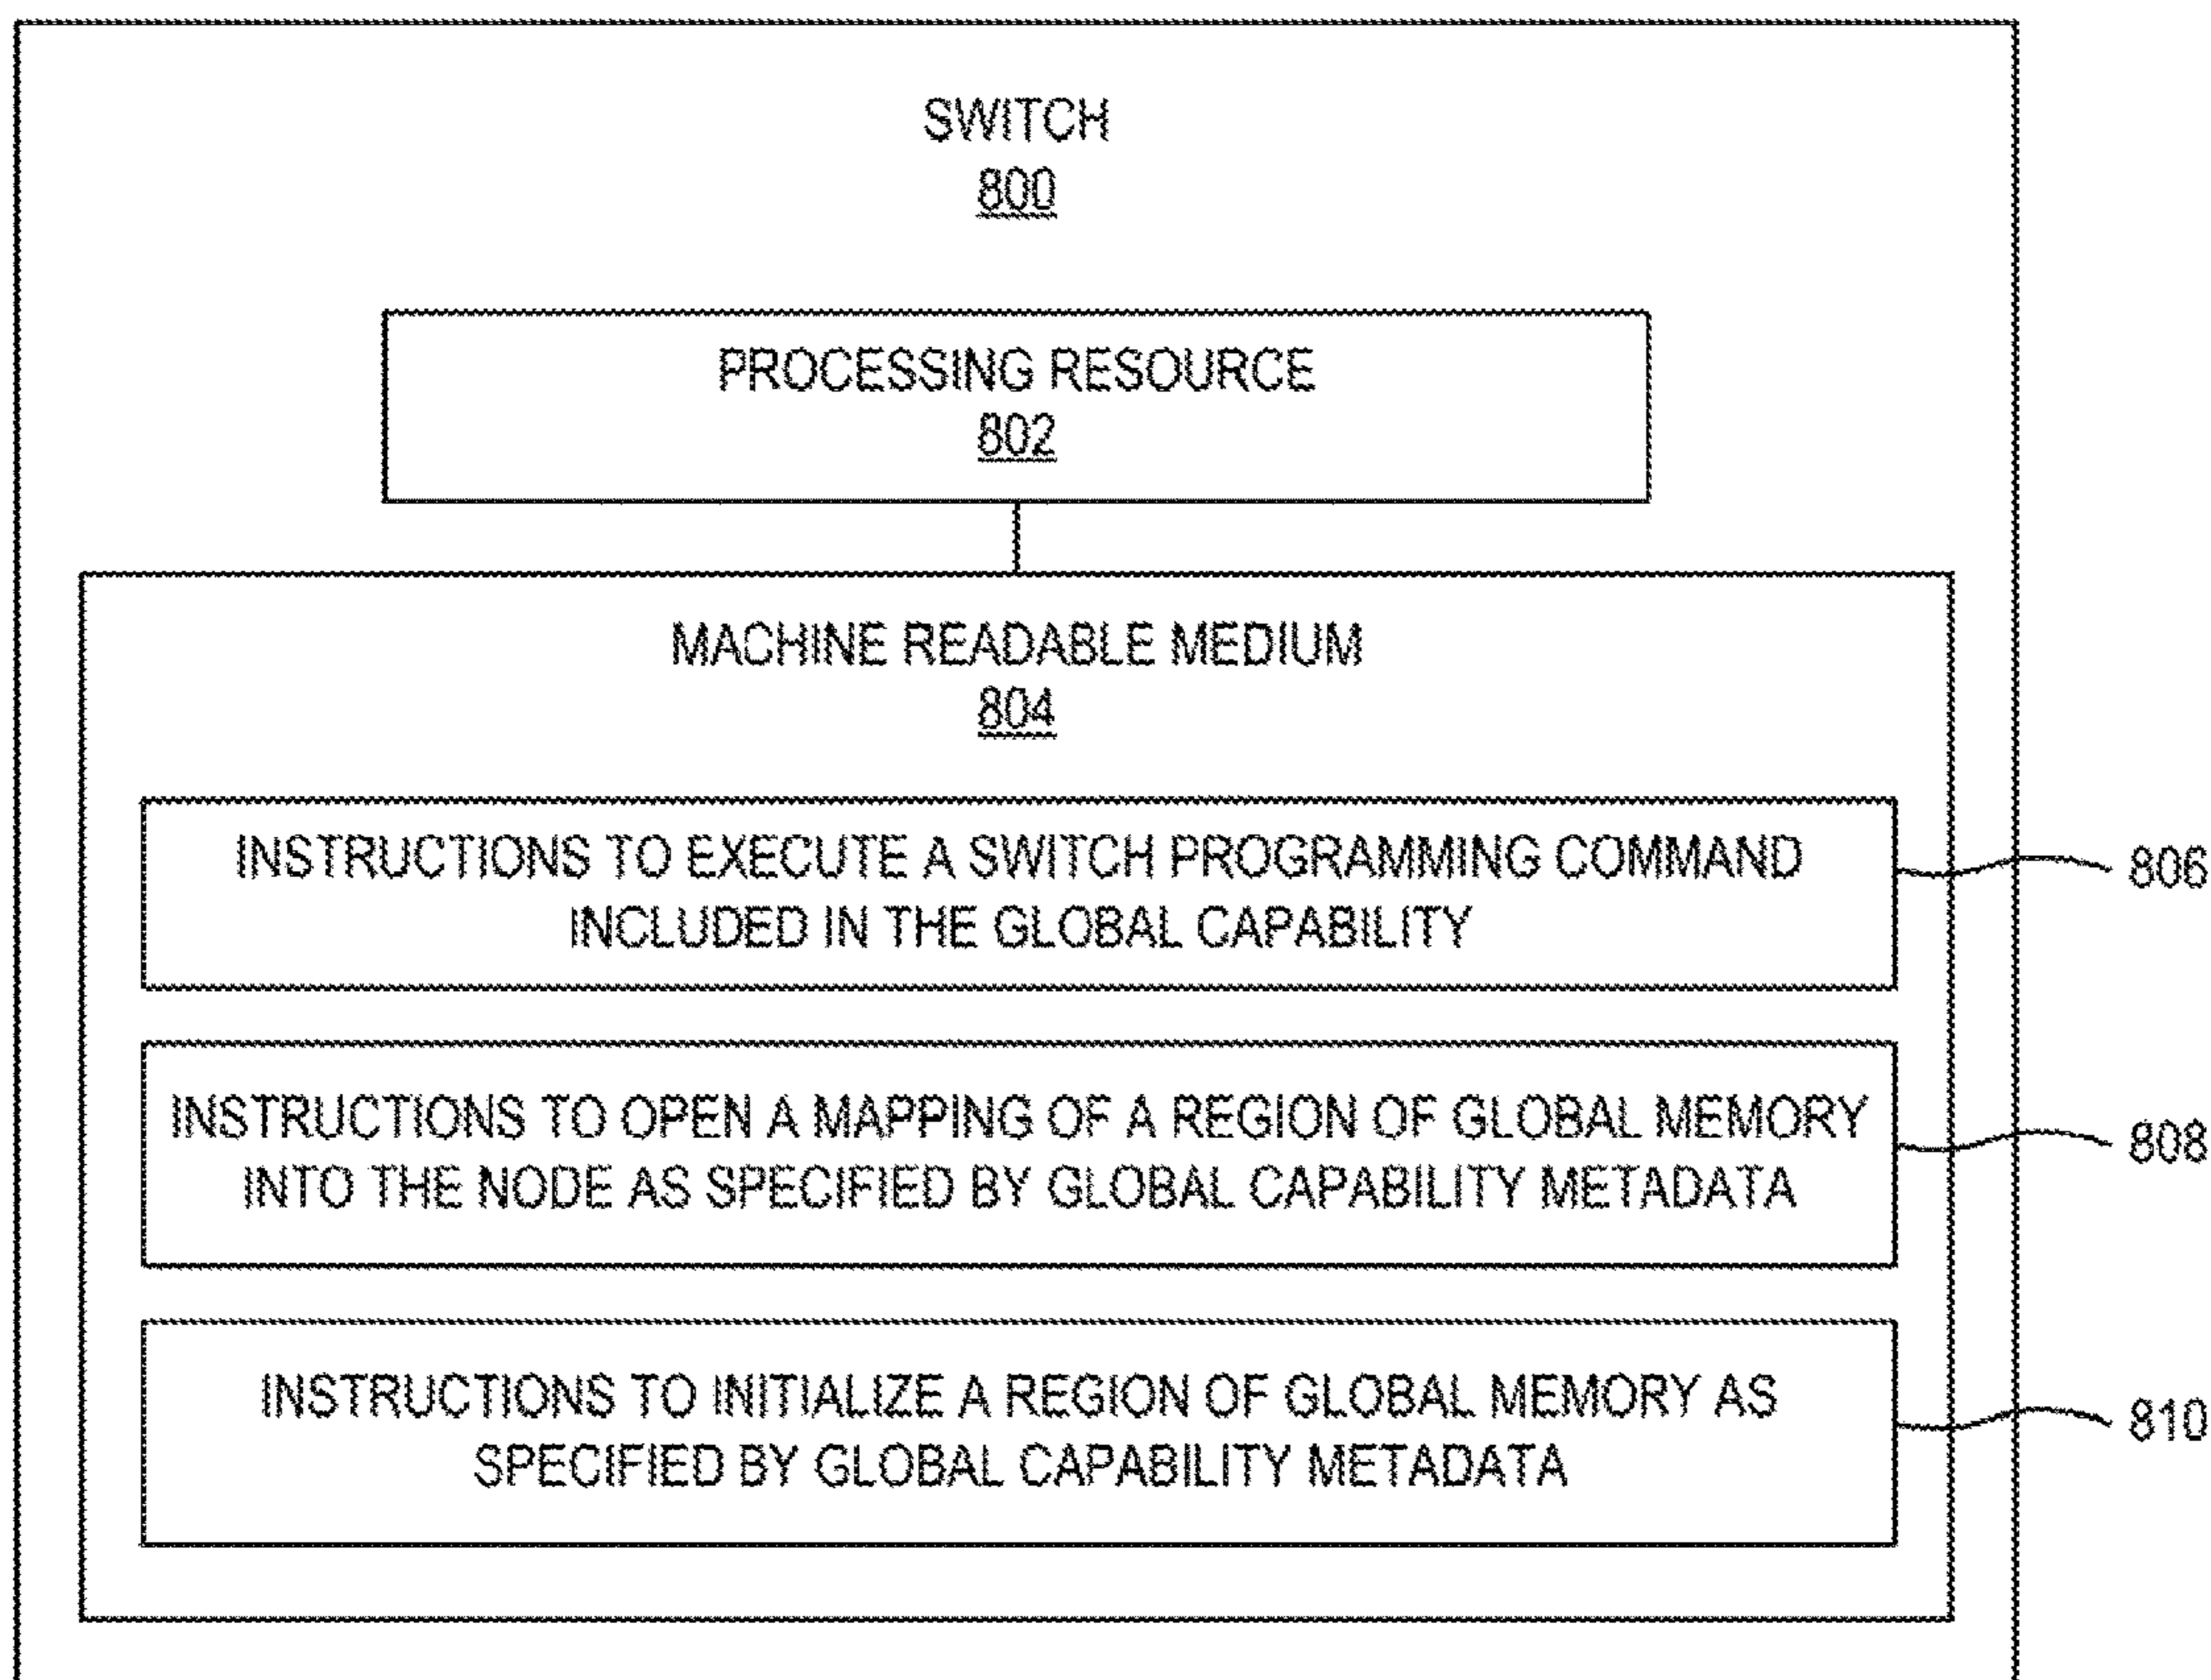 SWITCH
800
PROCESSING RESOURCE
802
MACHINE READABLE MEDIUM
804
INSTRUCTIONS TO EXECUTE A SWITCH PROGRAMMING COMMAND
INCLUDED IN THE GLOBAL CAPABILITY
806
INSTRUCTIONS TO OPEN A MAPPING OF A REGION OF GLOBAL MEMORY
INTO THE NODE AS SPECIFIED BY GLOBAL CAPABILITY METADATA
808
INSTRUCTIONS TO INITIALIZE A REGION OF GLOBAL MEMORY AS
SPECIFIED BY GLOBAL CAPABILITY METADATA
810